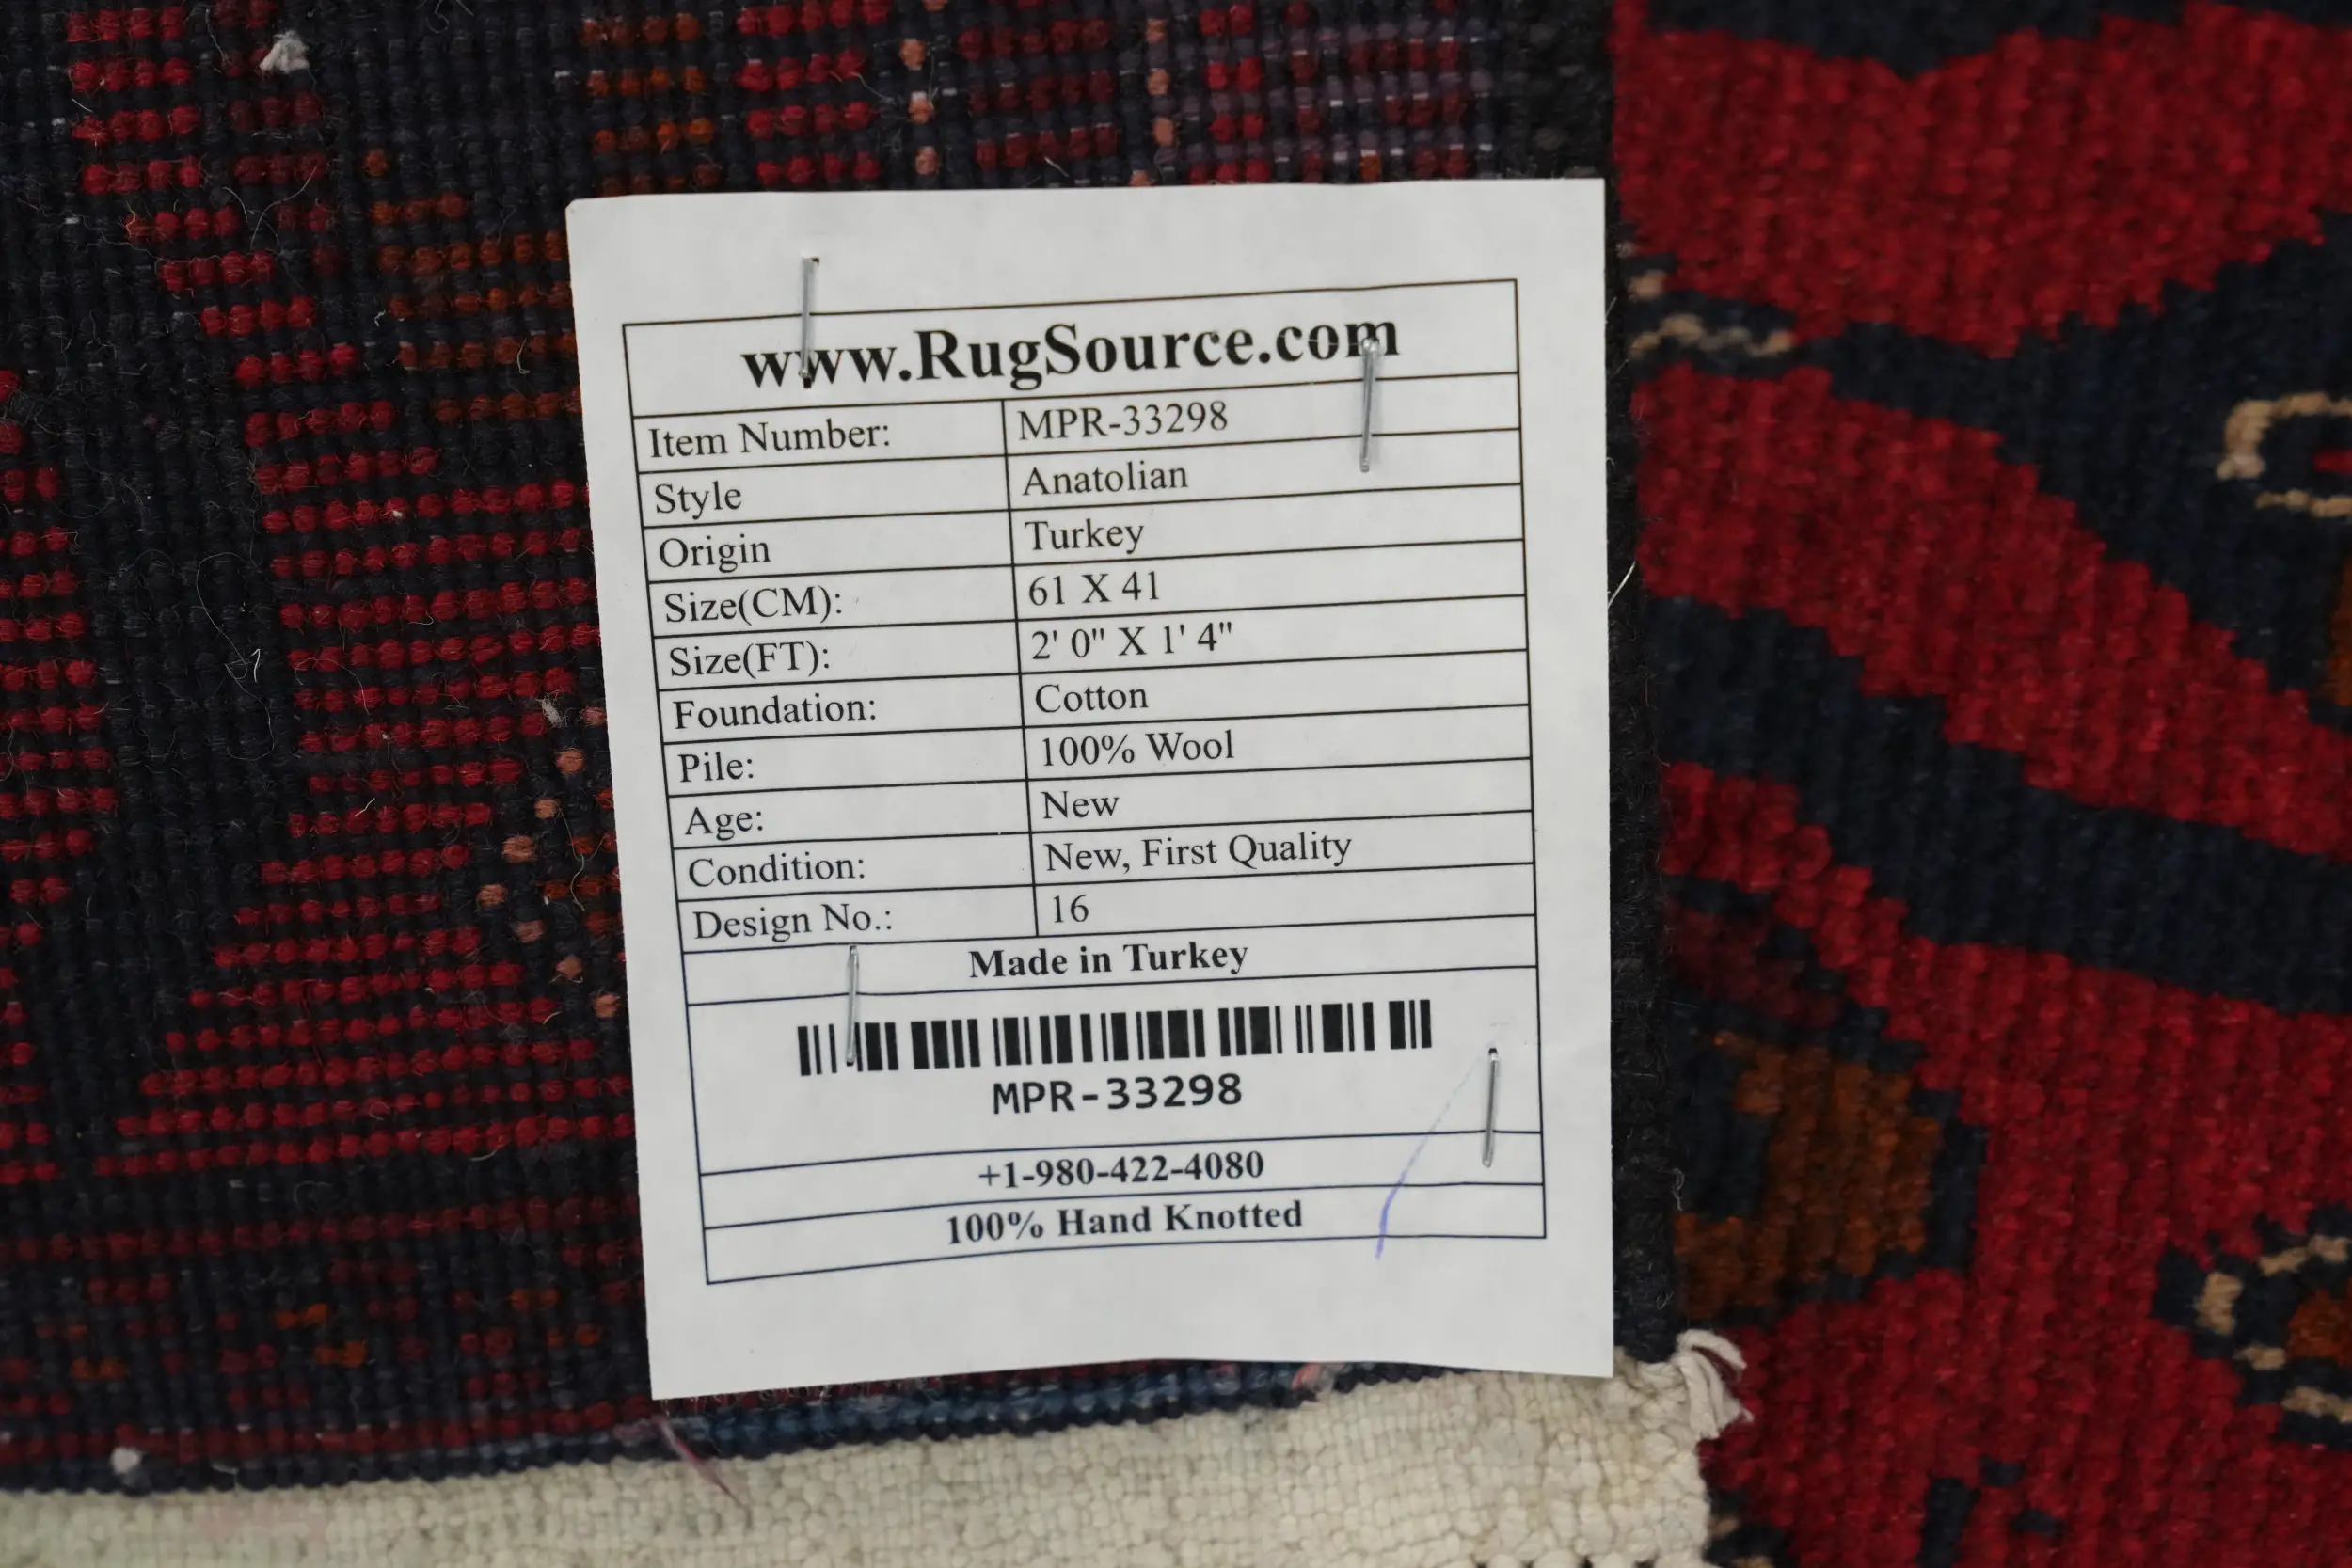 www.RugSource.com
Item Number: MPR-33298
Style Anatolian
Origin Turkey
Size(CM): 61 X 41
Size(FT): 2' 0" X 1' 4"
Foundation: Cotton
Pile: 100% Wool
Age: New
Condition: New, First Quality
Design No.: 16
Made in Turkey
MPR-33298
+1-980-422-4080
100% Hand Knotted